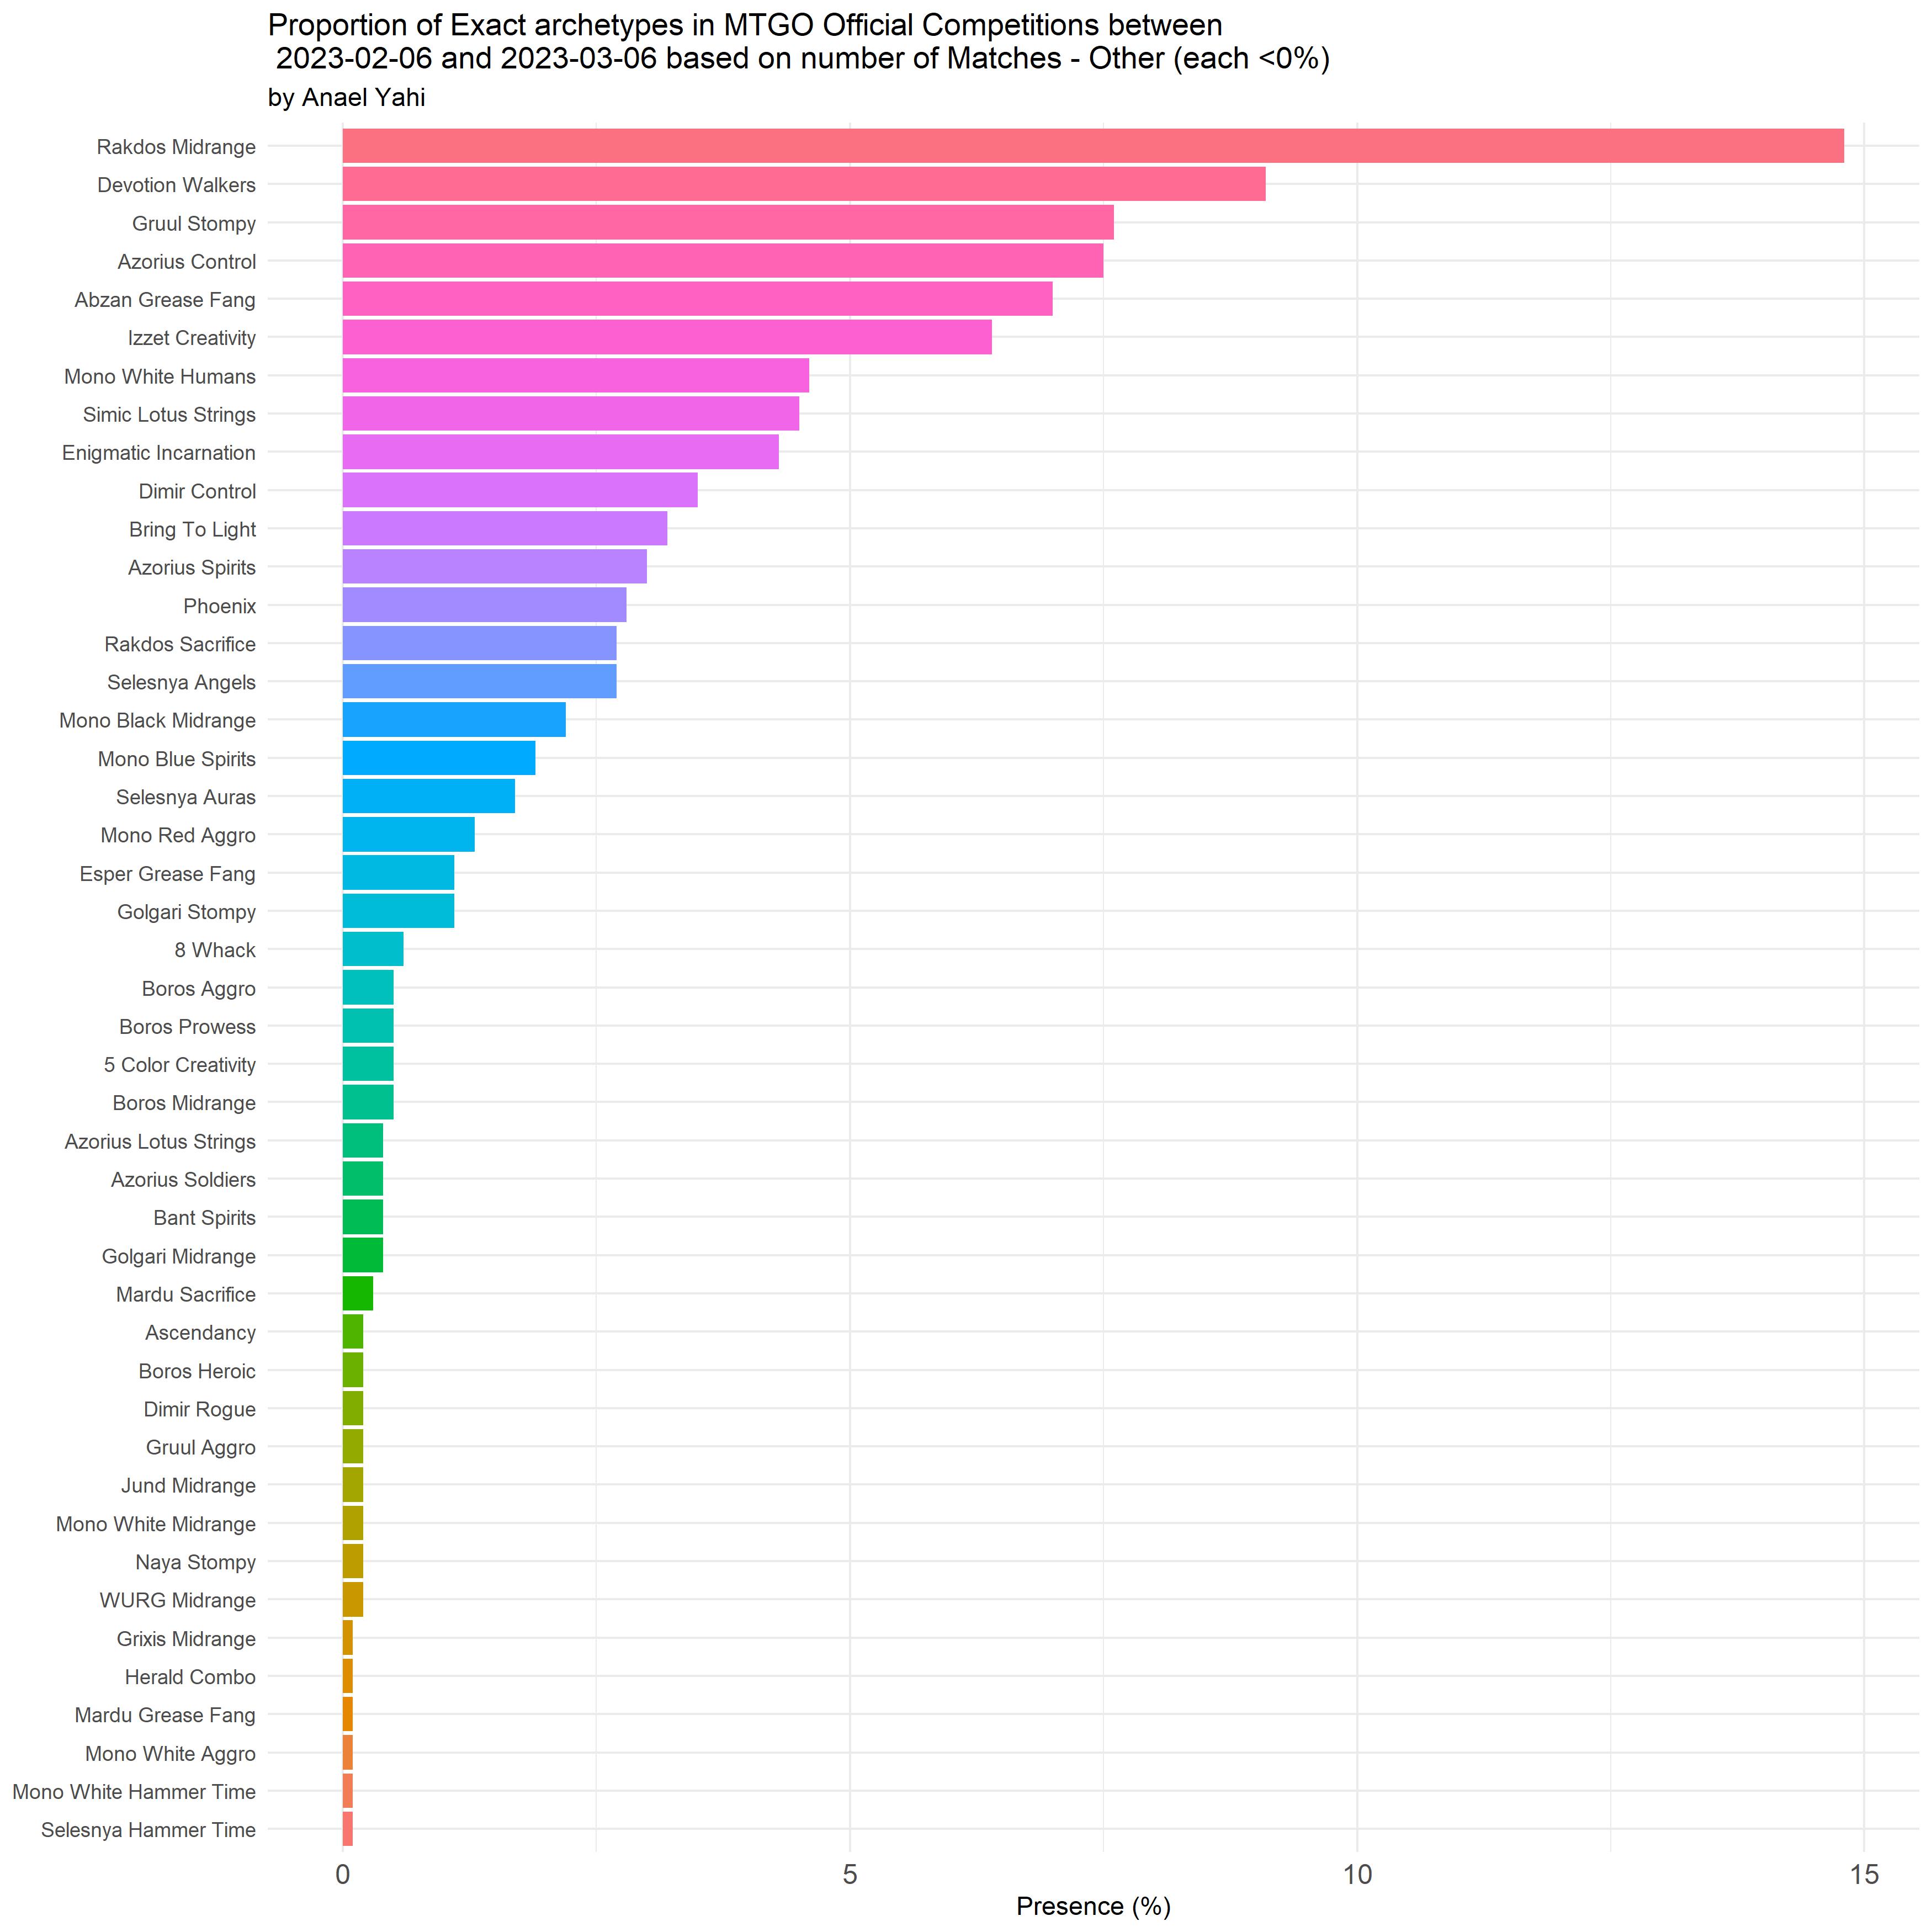 Proportion of Exact archetypes in MTGO Official Competitions between
2023-02-06 and 2023-03-06 based on number of Matches - Other (each <0%)
by Anael Yahi
Rakdos Midrange
Devotion Walkers
Gruul Stompy
Azorius Control
Abzan Grease Fang
Izzet Creativity
Mono White Humans
Simic Lotus Strings
Enigmatic Incarnation
Dimir Control
Bring To Light
Azorius Spirits
Phoenix
Rakdos Sacrifice
Selesnya Angels
Mono Black Midrange
Mono Blue Spirits
Selesnya Auras
Mono Red Aggro
Esper Grease Fang
Golgari Stompy
8 Whack
Boros Aggro
Boros Prowess
5 Color Creativity
Boros Midrange
Azorius Lotus Strings
Azorius Soldiers
Bant Spirits
Golgari Midrange
Mardu Sacrifice
Ascendancy
Boros Heroic
Dimir Rogue
Gruul Aggro
Jund Midrange
Mono White Midrange
Naya Stompy
WURG Midrange
Grixis Midrange
Herald Combo
Mardu Grease Fang
Mono White Aggro
Mono White Hammer Time
Selesnya Hammer Time
0 5 10 15
Presence (%)